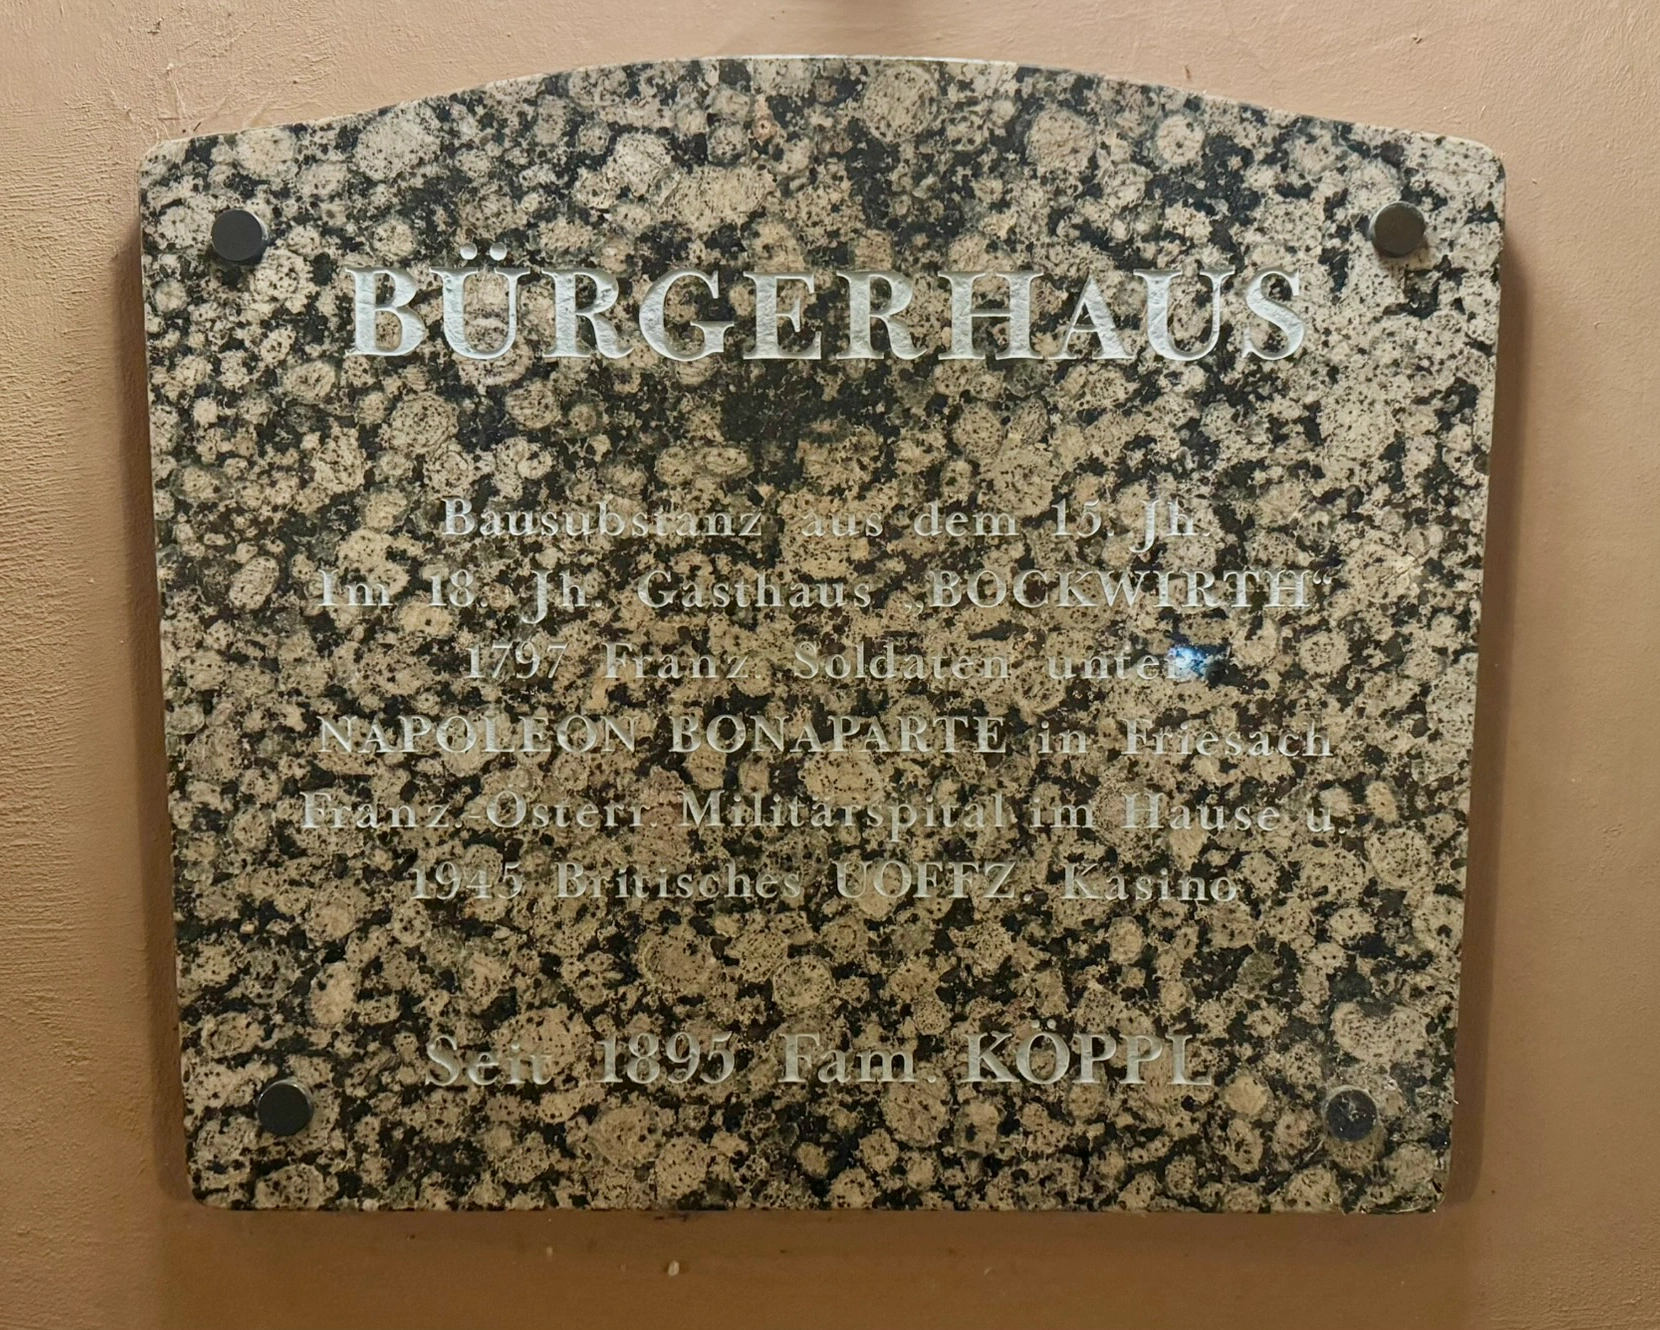 BÜRGERHAUS
Bausubstanz aus dem 15. Jh.
Im 18. Jh. Gasthaus „BOCKWIRTH“
1797 Franz. Soldaten unter
NAPOLEON BONAPARTE in Friesach
Franz.-Österr. Militärspital im Hause u.
1945 Britisches UOFFZ. Kasino
Seit 1895 Fam. KÖPPL